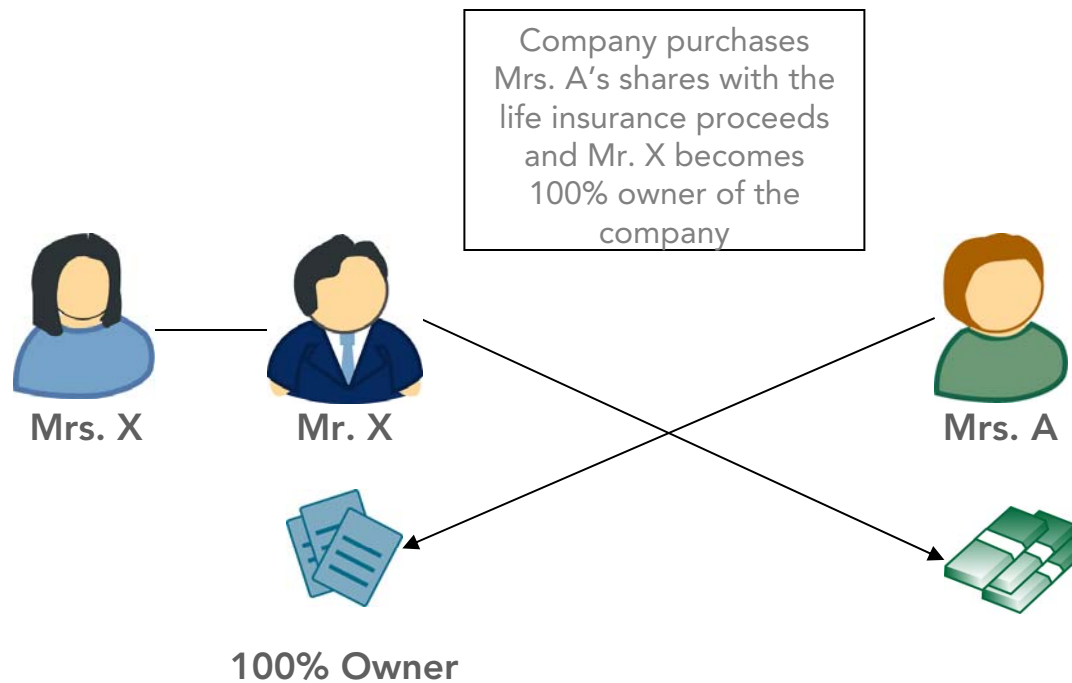 Company purchases
Mrs. A's shares with the
life insurance proceeds
and Mr. X becomes
100% owner of the
company
Mrs. X
Mr. X
Mrs. A
100% Owner